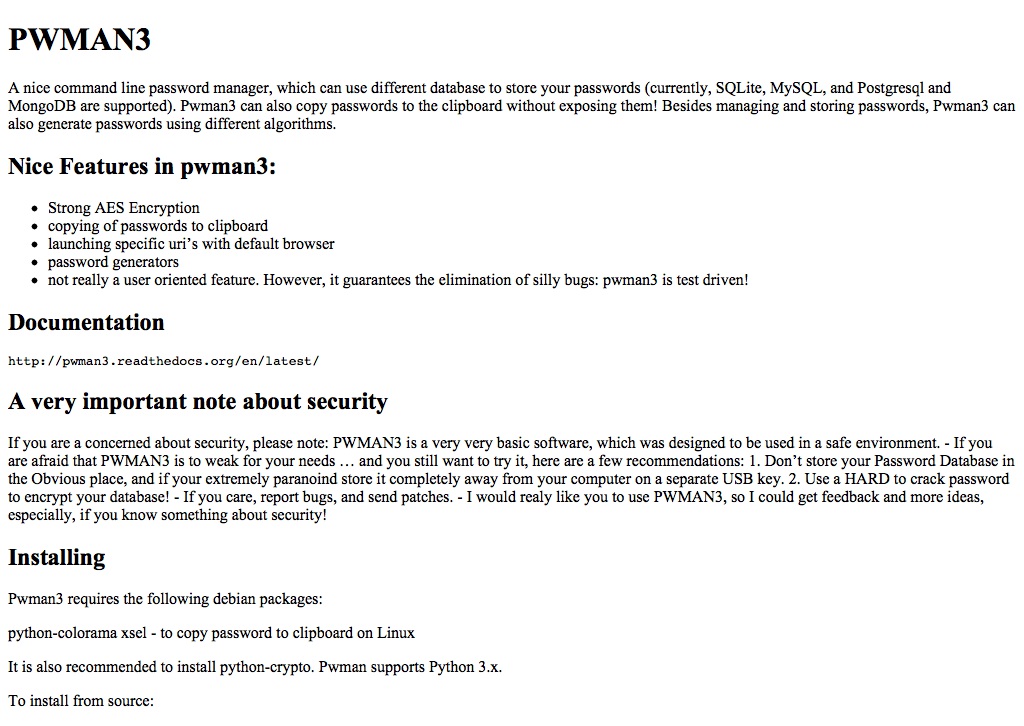 PWMAN3
A nice command line password manager, which can use different database to store your passwords (currently, SQLite, MySQL, and Postgresql and
MongoDB are supported). Pwman3 can also copy passwords to the clipboard without exposing them! Besides managing and storing passwords, Pwman3 can
also generate passwords using different algorithms.
Nice Features in pwman3:
• Strong AES Encryption
• copying of passwords to clipboard
• launching specific uri’s with default browser
• password generators
• not really a user oriented feature. However, it guarantees the elimination of silly bugs: pwman3 is test driven!
Documentation
http://pwman3.readthedocs.org/en/latest/
A very important note about security
If you are a concerned about security, please note: PWMAN3 is a very very basic software, which was designed to be used in a safe environment. - If you
are afraid that PWMAN3 is to weak for your needs … and you still want to try it, here are a few recommendations: 1. Don’t store your Password Database in
the Obvious place, and if your extremely paranoind store it completely away from your computer on a separate USB key. 2. Use a HARD to crack password
to encrypt your database! - If you care, report bugs, and send patches. - I would realy like you to use PWMAN3, so I could get feedback and more ideas,
especially, if you know something about security!
Installing
Pwman3 requires the following debian packages:
python-colorama xsel - to copy password to clipboard on Linux
It is also recommended to install python-crypto. Pwman supports Python 3.x.
To install from source: